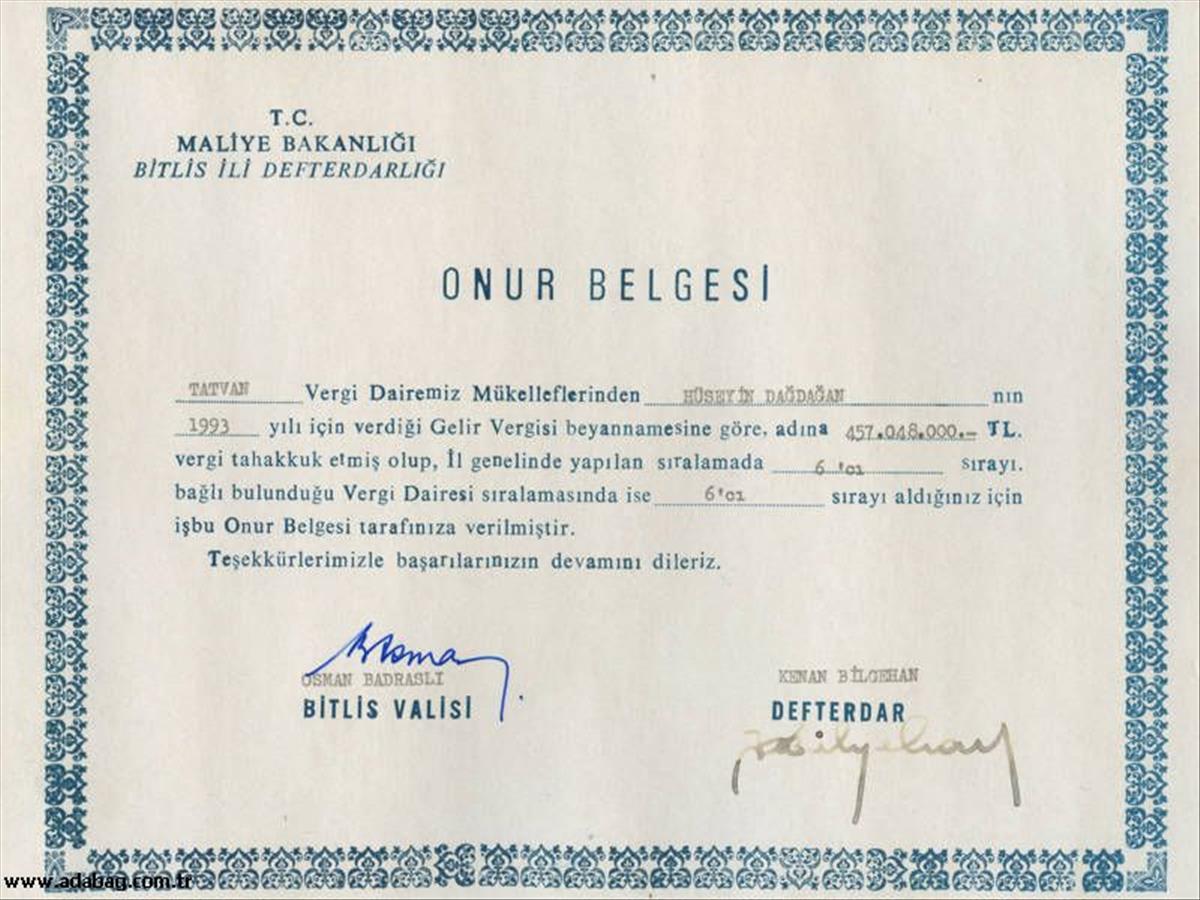 T.C.
MALİYE BAKANLIĞI
BİTLİS İLİ DEFTERDARLIĞI
ONUR BELGESİ
TATVAN Vergi Dairemiz Mükelleflerinden HÜSEYİN DAĞDAĞAN nın
1993 yılı için verdiği Gelir Vergisi beyannamesine göre, adına 457.048.000.- TL.
vergi tahakkuk etmiş olup, İl genelinde yapılan sıralamada 6 'cı sırayı.
bağlı bulunduğu Vergi Dairesi sıralamasında ise 6'cı sırayı aldığınız için
işbu Onur Belgesi tarafınıza verilmiştir.
Teşekkürlerimizle başarılarınızın devamını dileriz.
OSMAN BADRASLI
BİTLİS VALİSİ
KENAN BİLGEHAN
DEFTERDAR
www.adabag.com.tr